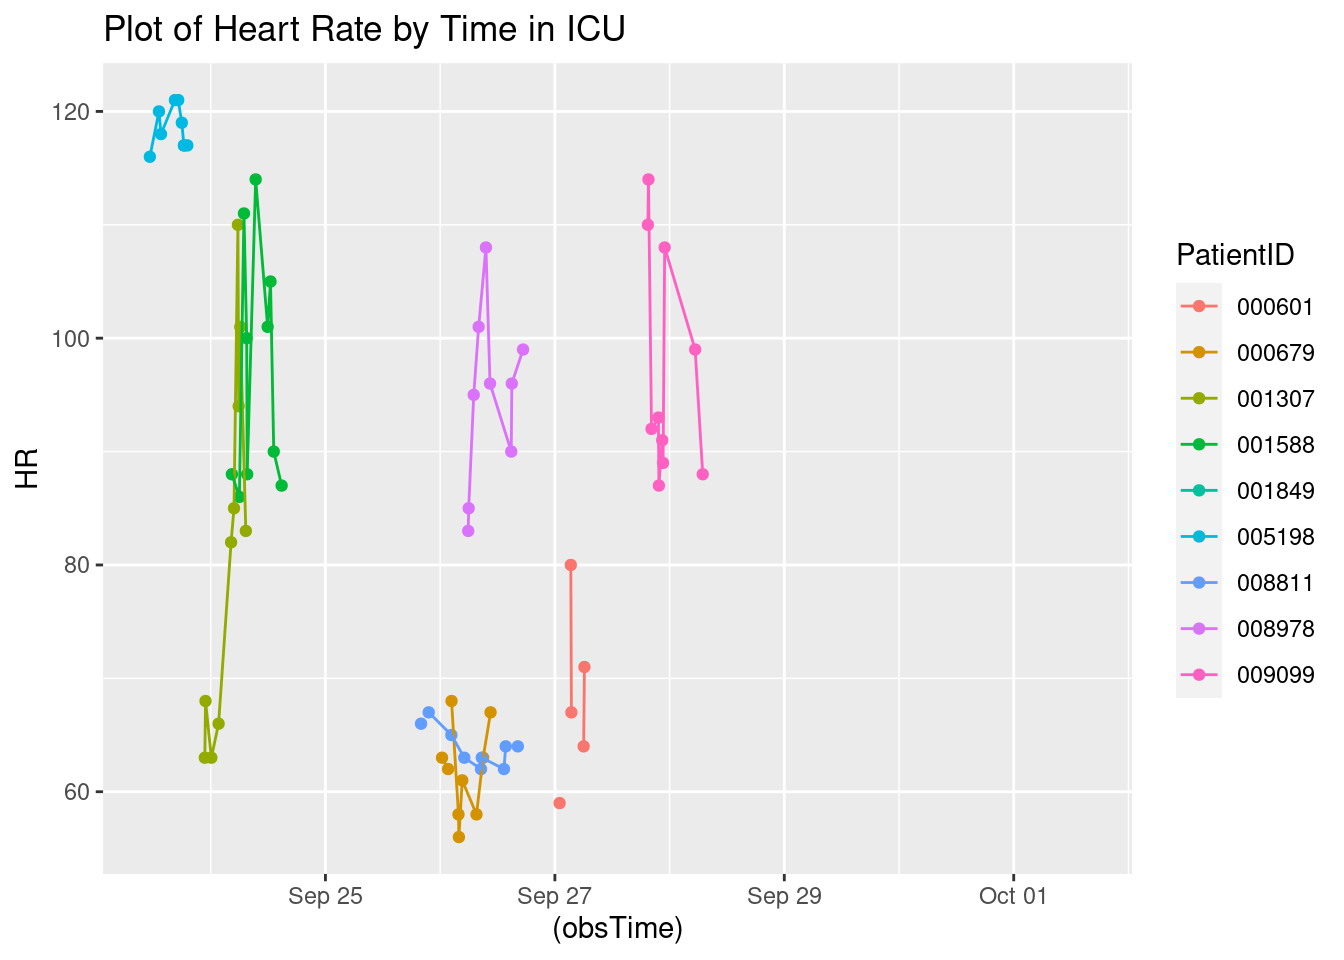 Plot of Heart Rate by Time in ICU
120
100
80
60
HR
Sep 25
Sep 27
Sep 29
Oct 01
(obsTime)
PatientID
000601
000679
001307
001588
001849
005198
008811
008978
009099